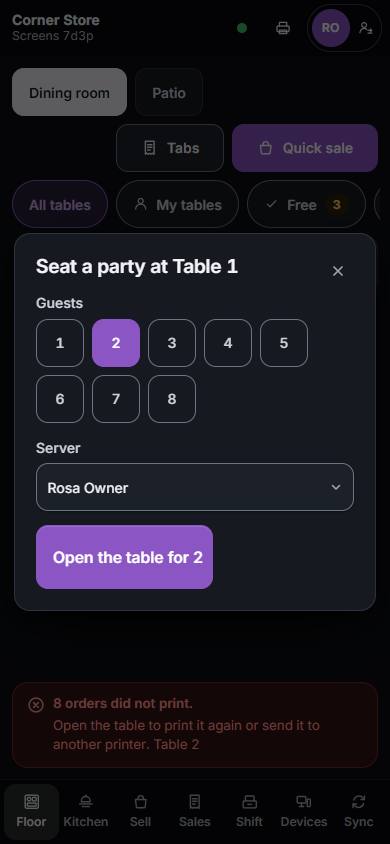 Corner Store
Screens 7d3p
RO
Dining room
Patio
Tabs
Quick sale
All tables
My tables
Free 3
Seat a party at Table 1
Guests
1 2 3 4 5
6 7 8
Server
Rosa Owner
Open the table for 2
8 orders did not print.
Open the table to print it again or send it to
another printer. Table 2
Floor Kitchen Sell Sales Shift Devices Sync